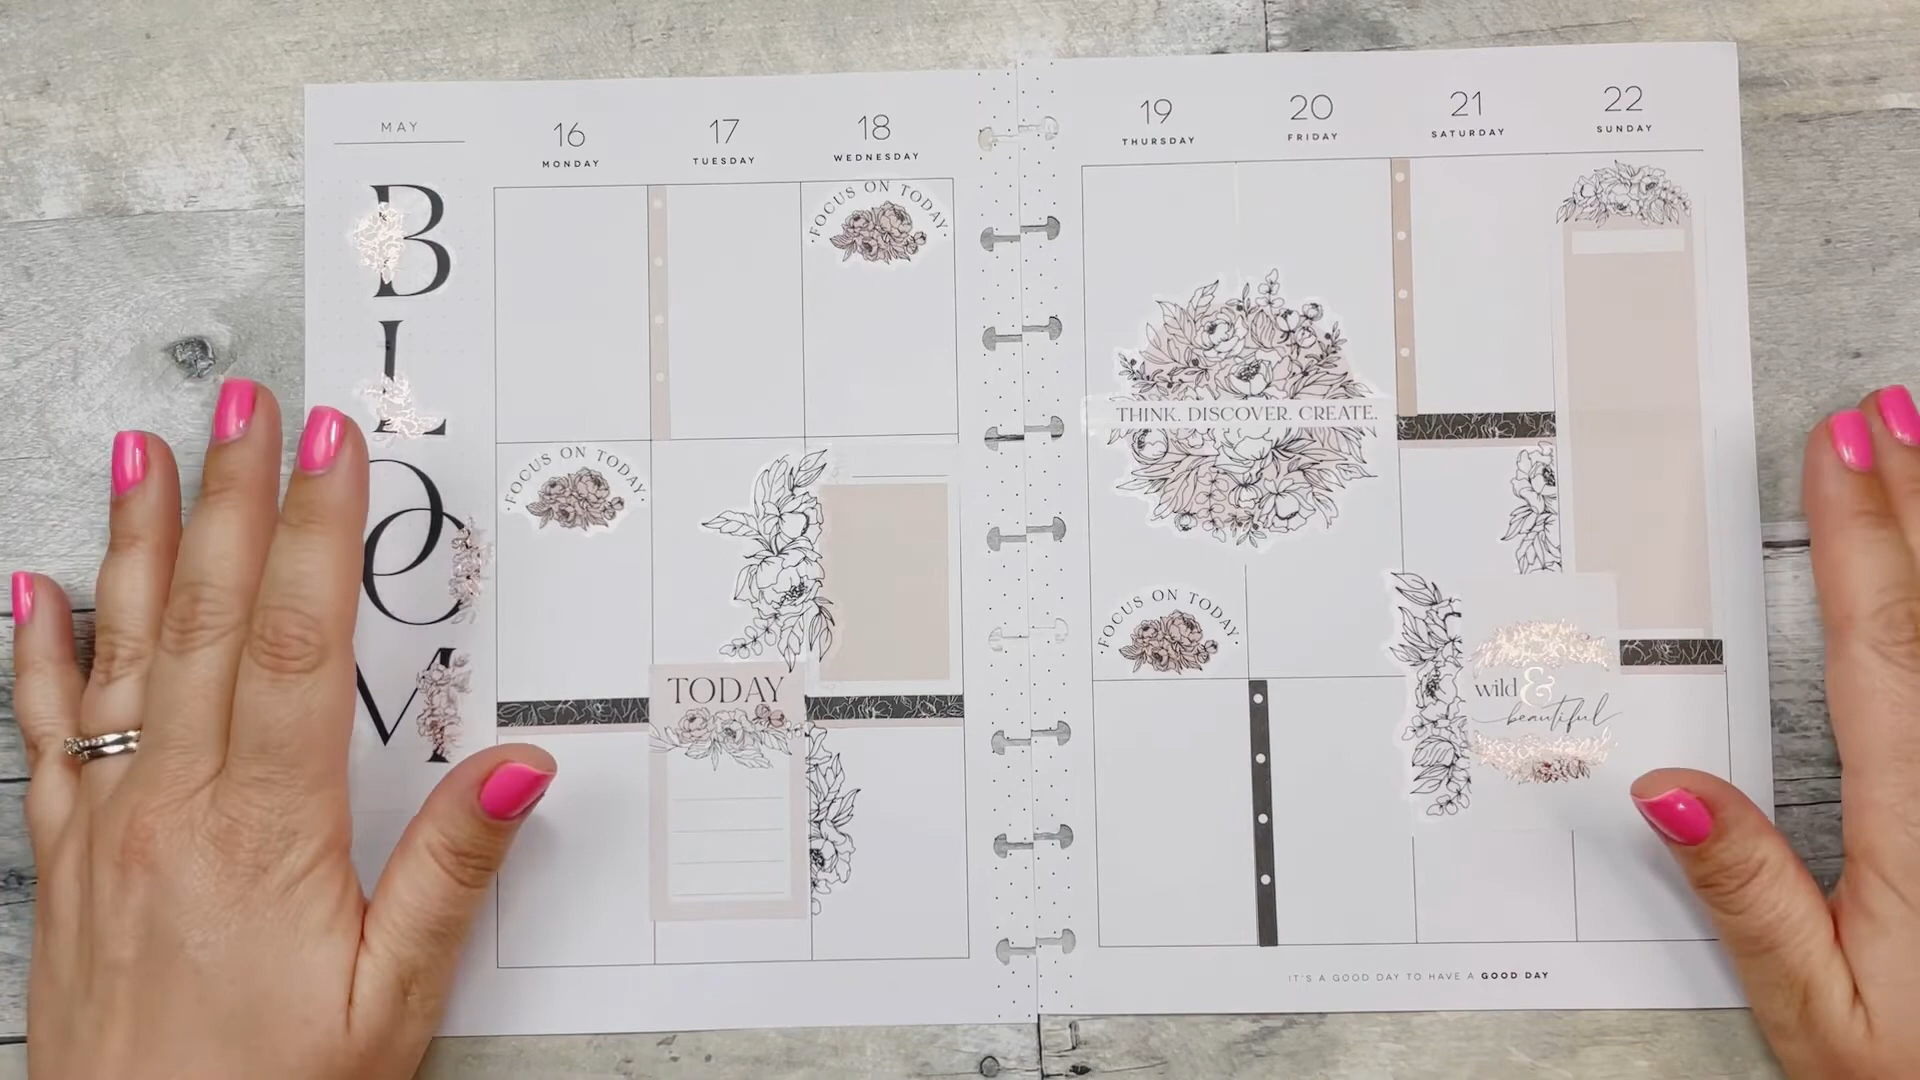 MAY
16
MONDAY
17
TUESDAY
18
WEDNESDAY
19
THURSDAY
20
FRIDAY
21
SATURDAY
22
SUNDAY
BLOOM
·FOCUS ON TODAY·
·FOCUS ON TODAY·
TODAY
THINK. DISCOVER. CREATE.
·FOCUS ON TODAY·
wild &
beautiful
IT'S A GOOD DAY TO HAVE A GOOD DAY